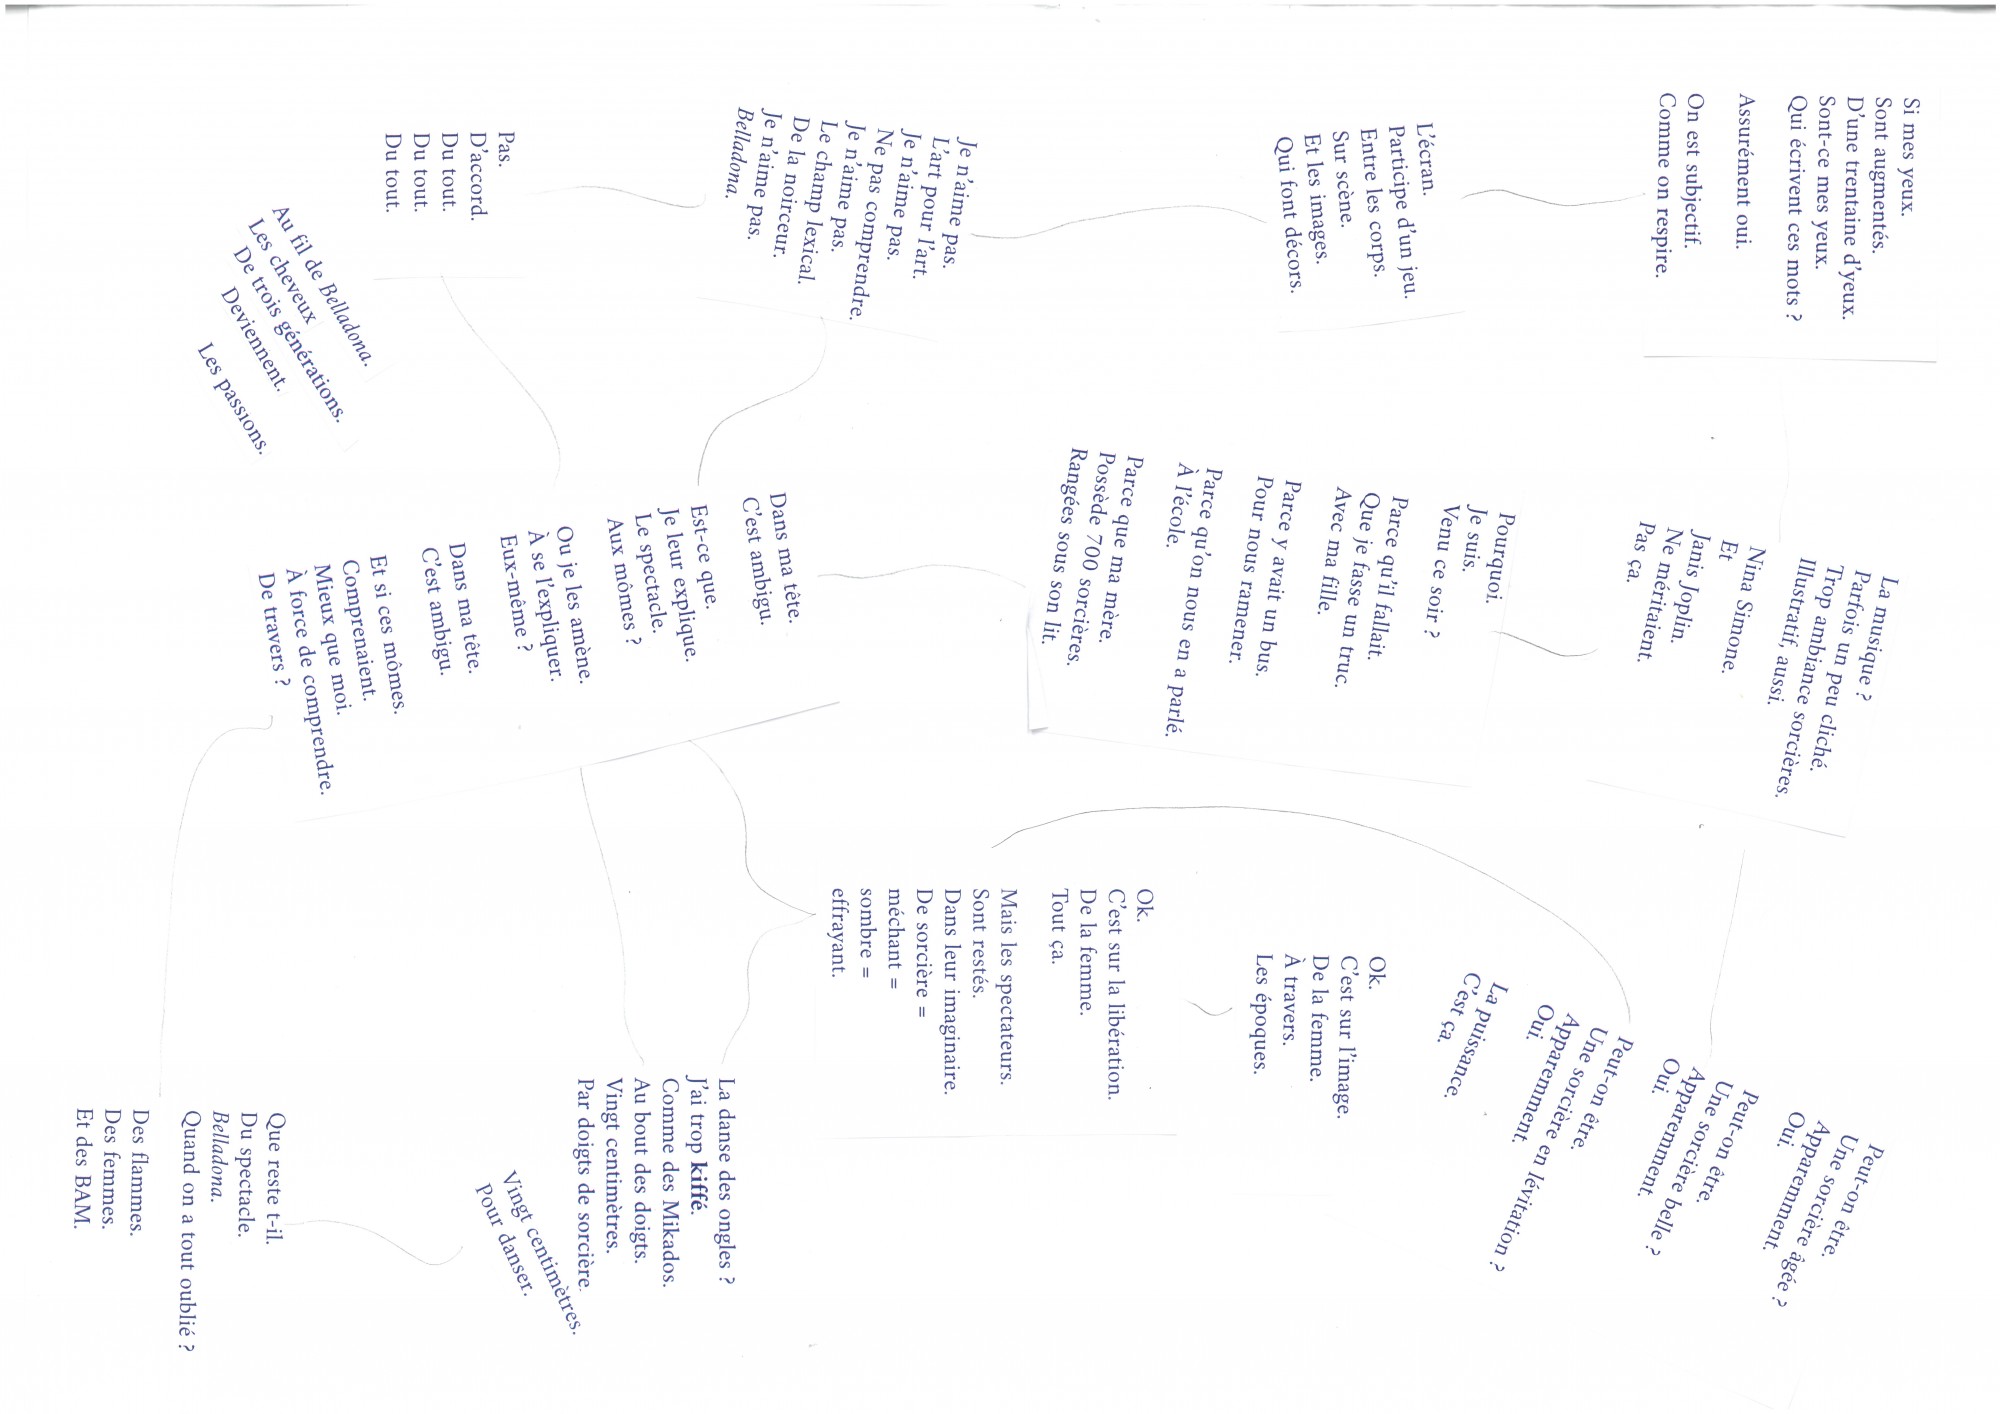 Si mes yeux.
Sont augmentés.
D'une trentaine d'yeux.
Sont-ce mes yeux.
Qui écrivent ces mots ?
Assurément oui.
On est subjectif.
Comme on respire.
L'écran.
Participe d'un jeu.
Entre les corps.
Sur scène.
Et les images.
Qui font décors.
Je n'aime pas.
L'art pour l'art.
Je n'aime pas.
Ne pas comprendre.
Je n'aime pas.
Le champ lexical.
De la noirceur.
Je n'aime pas.
Belladona.
Pas.
D'accord.
Du tout.
Du tout.
Du tout.
Au fil de Belladona.
Les cheveux
De trois générations.
Deviennent.
Les passions.
La musique ?
Parfois un peu cliché.
Trop ambiance sorcières.
Illustratif, aussi.
Nina Simone.
Et
Janis Joplin.
Ne méritaient.
Pas ça.
Pourquoi.
Je suis.
Venu ce soir ?
Parce qu'il fallait.
Que je fasse un truc.
Avec ma fille.
Parce y avait un bus.
Pour nous ramener.
Parce qu'on nous en a parlé.
À l'école.
Parce que ma mère.
Possède 700 sorcières.
Rangées sous son lit.
Dans ma tête.
C'est ambigu.
Est-ce que.
Je leur explique.
Le spectacle.
Aux mômes ?
Ou je les amène.
À se l'expliquer.
Eux-même ?
Dans ma tête.
C'est ambigu.
Et si ces mômes.
Comprenaient.
Mieux que moi.
À force de comprendre.
De travers ?
Peut-on être.
Une sorcière âgée ?
Apparemment.
Oui.
Peut-on être.
Une sorcière belle ?
Apparemment.
Oui.
Peut-on être.
Une sorcière en lévitation ?
Apparemment.
Oui.
La puissance.
C'est ça.
Ok.
C'est sur l'image.
De la femme.
À travers.
Les époques.
Ok.
C'est sur la libération.
De la femme.
Tout ça.
Mais les spectateurs.
Sont restés.
Dans leur imaginaire.
De sorcière =
méchant =
sombre =
effrayant.
La danse des ongles ?
J'ai trop kiffé.
Comme des Mikados.
Au bout des doigts.
Vingt centimètres.
Par doigts de sorcière.
Vingt centimètres.
Pour danser.
Que reste t-il.
Du spectacle.
Belladona.
Quand on a tout oublié ?
Des flammes.
Des femmes.
Et des BAM.